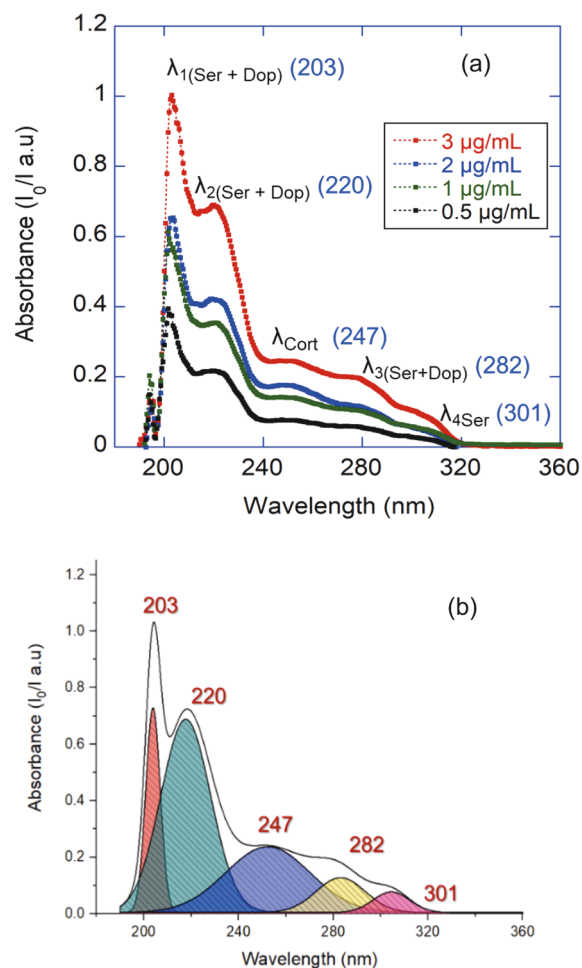 1.2
1
0.8
0.6
0.4
0.2
0
Absorbance (I₀/I a.u)
λ₁(Ser + Dop) (203)
(a)
λ₂(Ser + Dop) (220)
3 µg/mL
2 µg/mL
1 µg/mL
0.5 µg/mL
λCort (247)
λ₃(Ser+Dop) (282)
λ₄Ser (301)
200 240 280 320 360
Wavelength (nm)
(b)
1.2
1.0
0.8
0.6
0.4
0.2
0.0
Absorbance (I₀/I a.u)
203
220
247
282
301
200 240 280 320 360
Wavelength (nm)